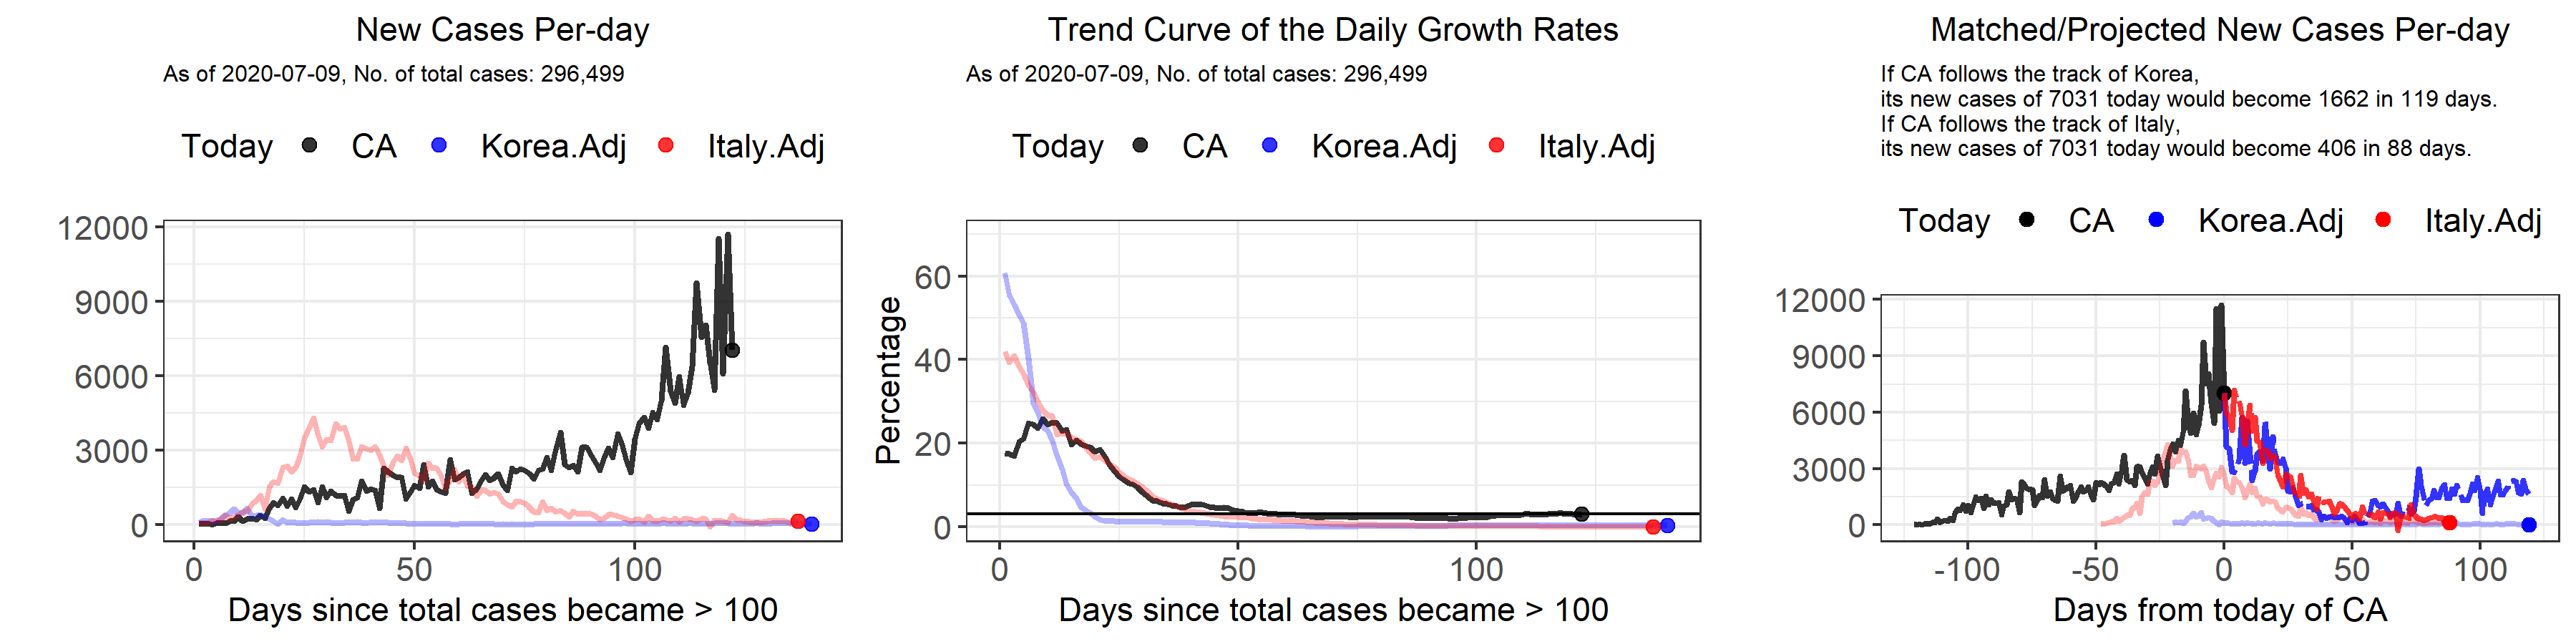 New Cases Per-day
As of 2020-07-09, No. of total cases: 296,499
Today CA Korea.Adj Italy.Adj
12000
9000
6000
3000
0
0 50 100
Days since total cases became > 100
Trend Curve of the Daily Growth Rates
As of 2020-07-09, No. of total cases: 296,499
Today CA Korea.Adj Italy.Adj
Percentage
60
40
20
0
0 50 100
Days since total cases became > 100
Matched/Projected New Cases Per-day
If CA follows the track of Korea,
its new cases of 7031 today would become 1662 in 119 days.
If CA follows the track of Italy,
its new cases of 7031 today would become 406 in 88 days.
Today CA Korea.Adj Italy.Adj
12000
9000
6000
3000
0
-100 -50 0 50 100
Days from today of CA